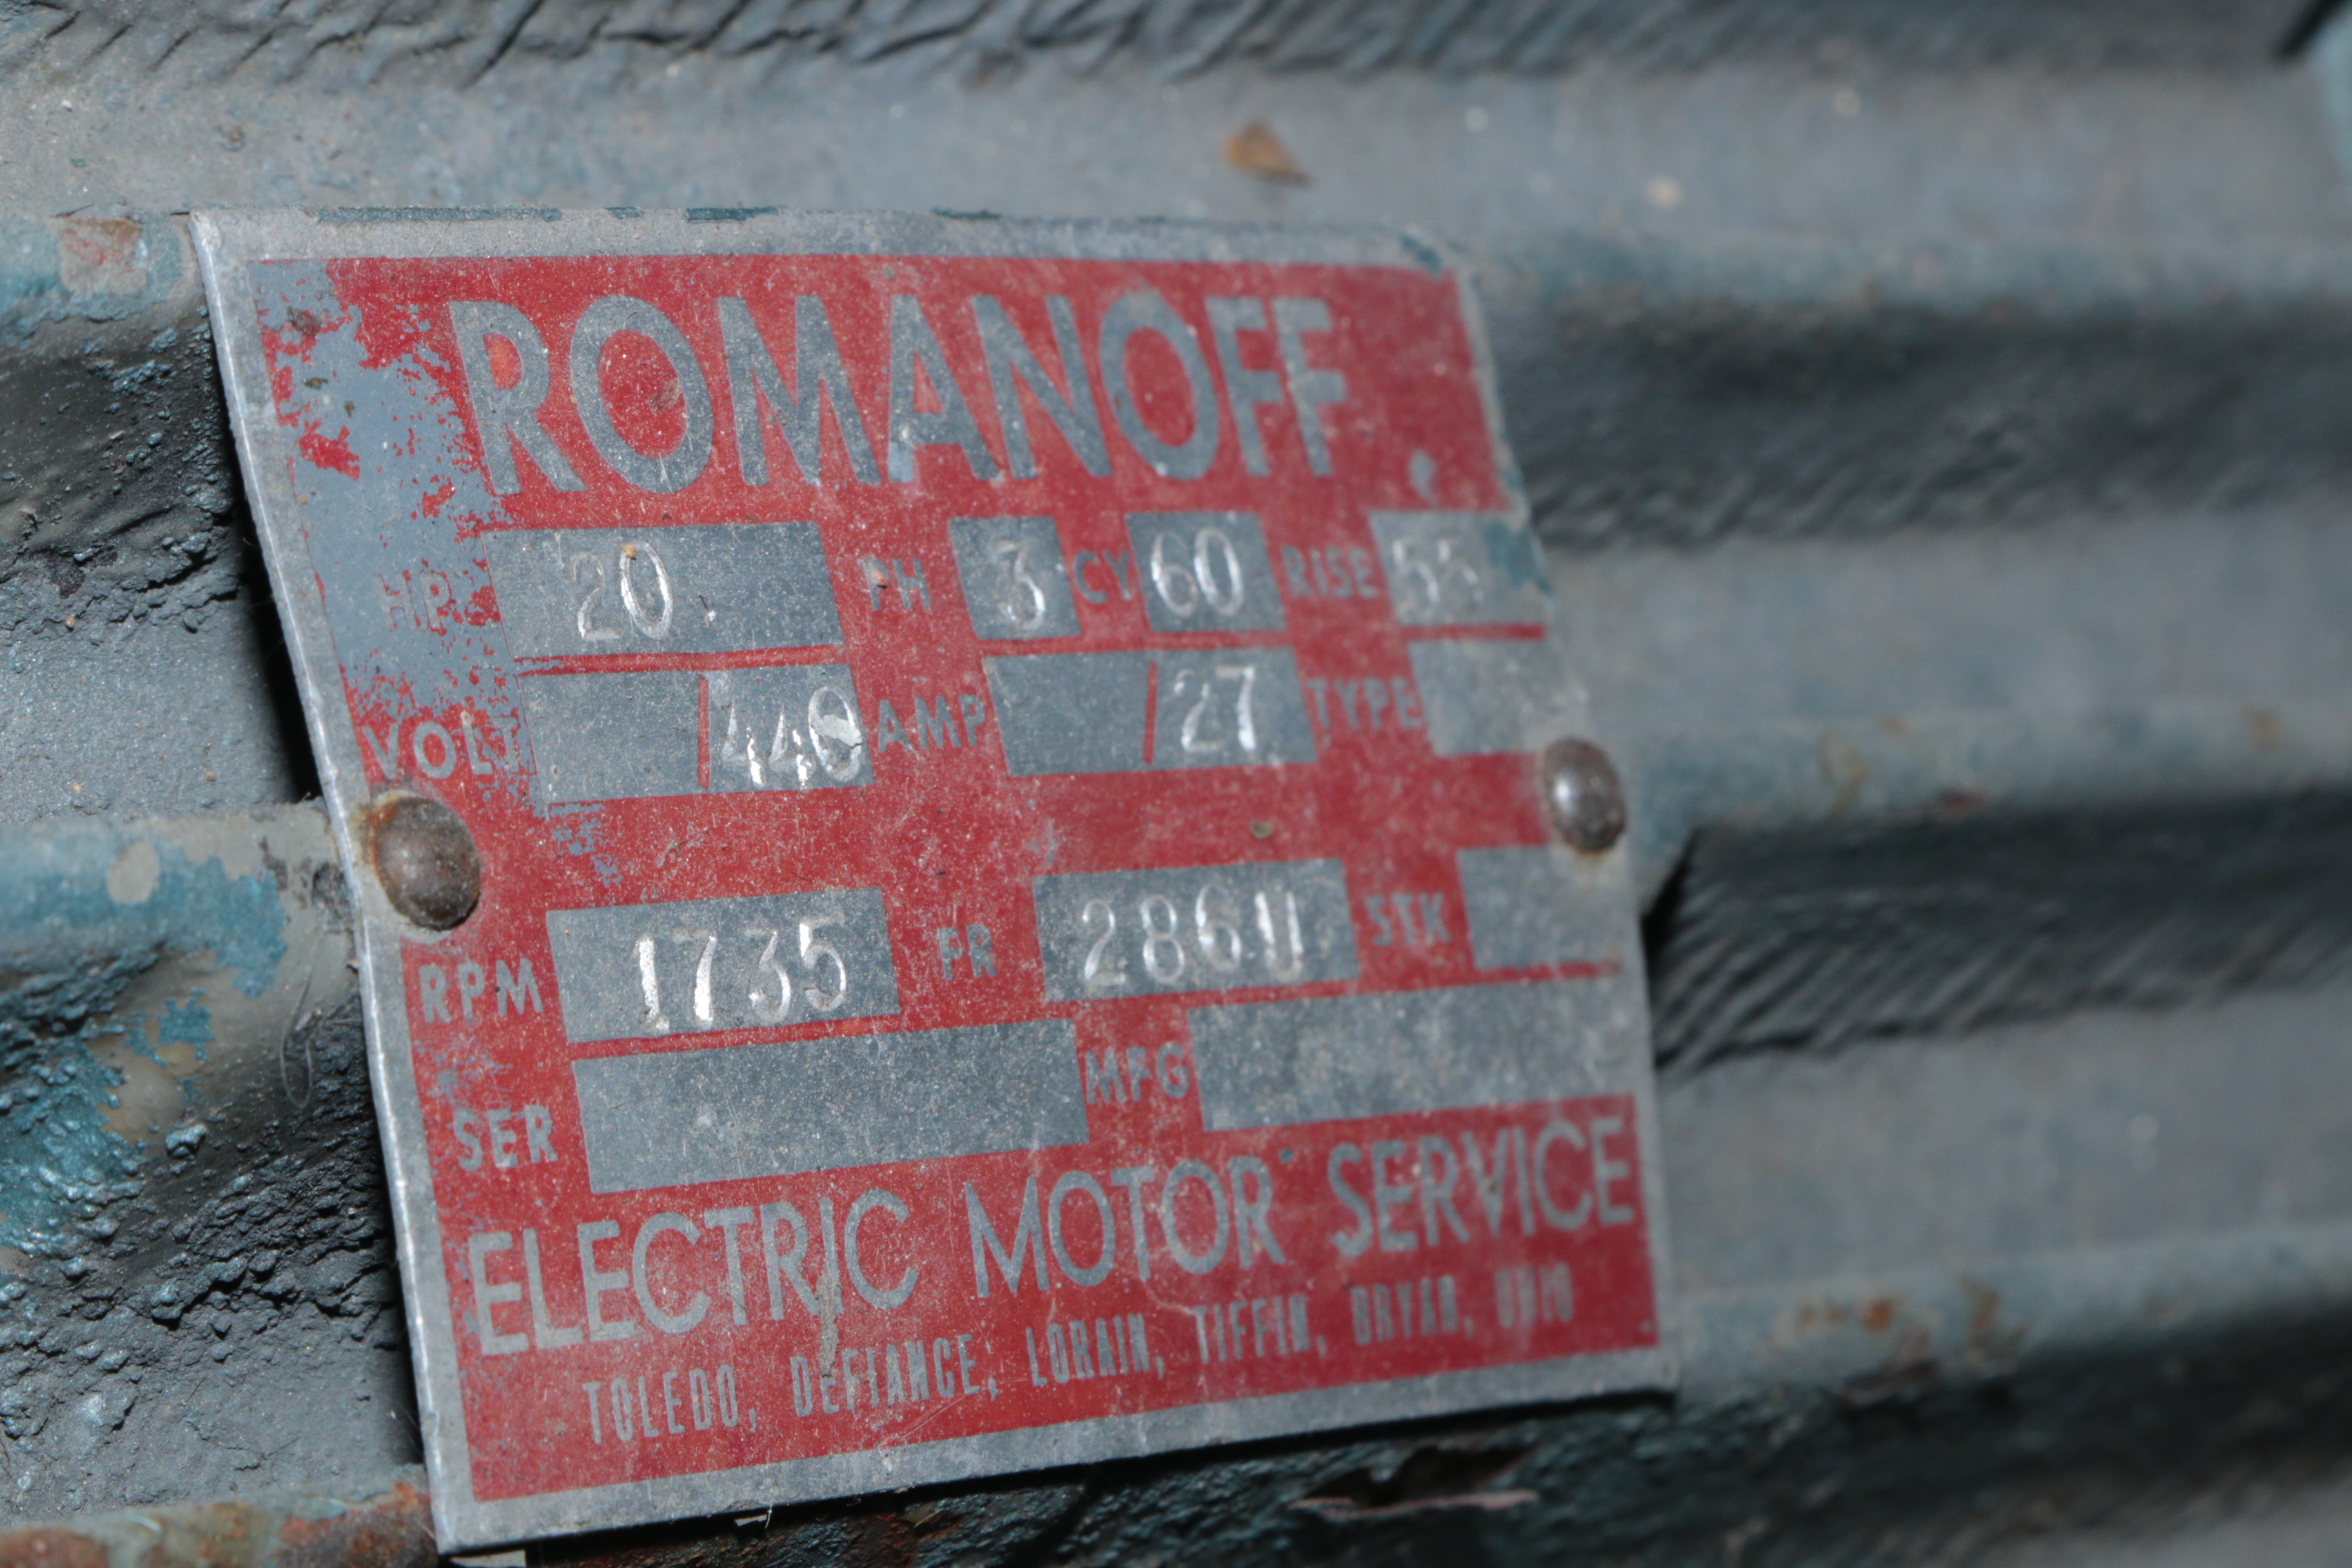 ROMANOFF
HP 20 PH 3 CY 60 RISE 55
VOLT /440 AMP /27 TYPE
RPM 1735 FR 286U STK
SER MFG
ELECTRIC MOTOR SERVICE
TOLEDO, DEFIANCE, LORAIN, TIFFIN, BRYAN, OHIO